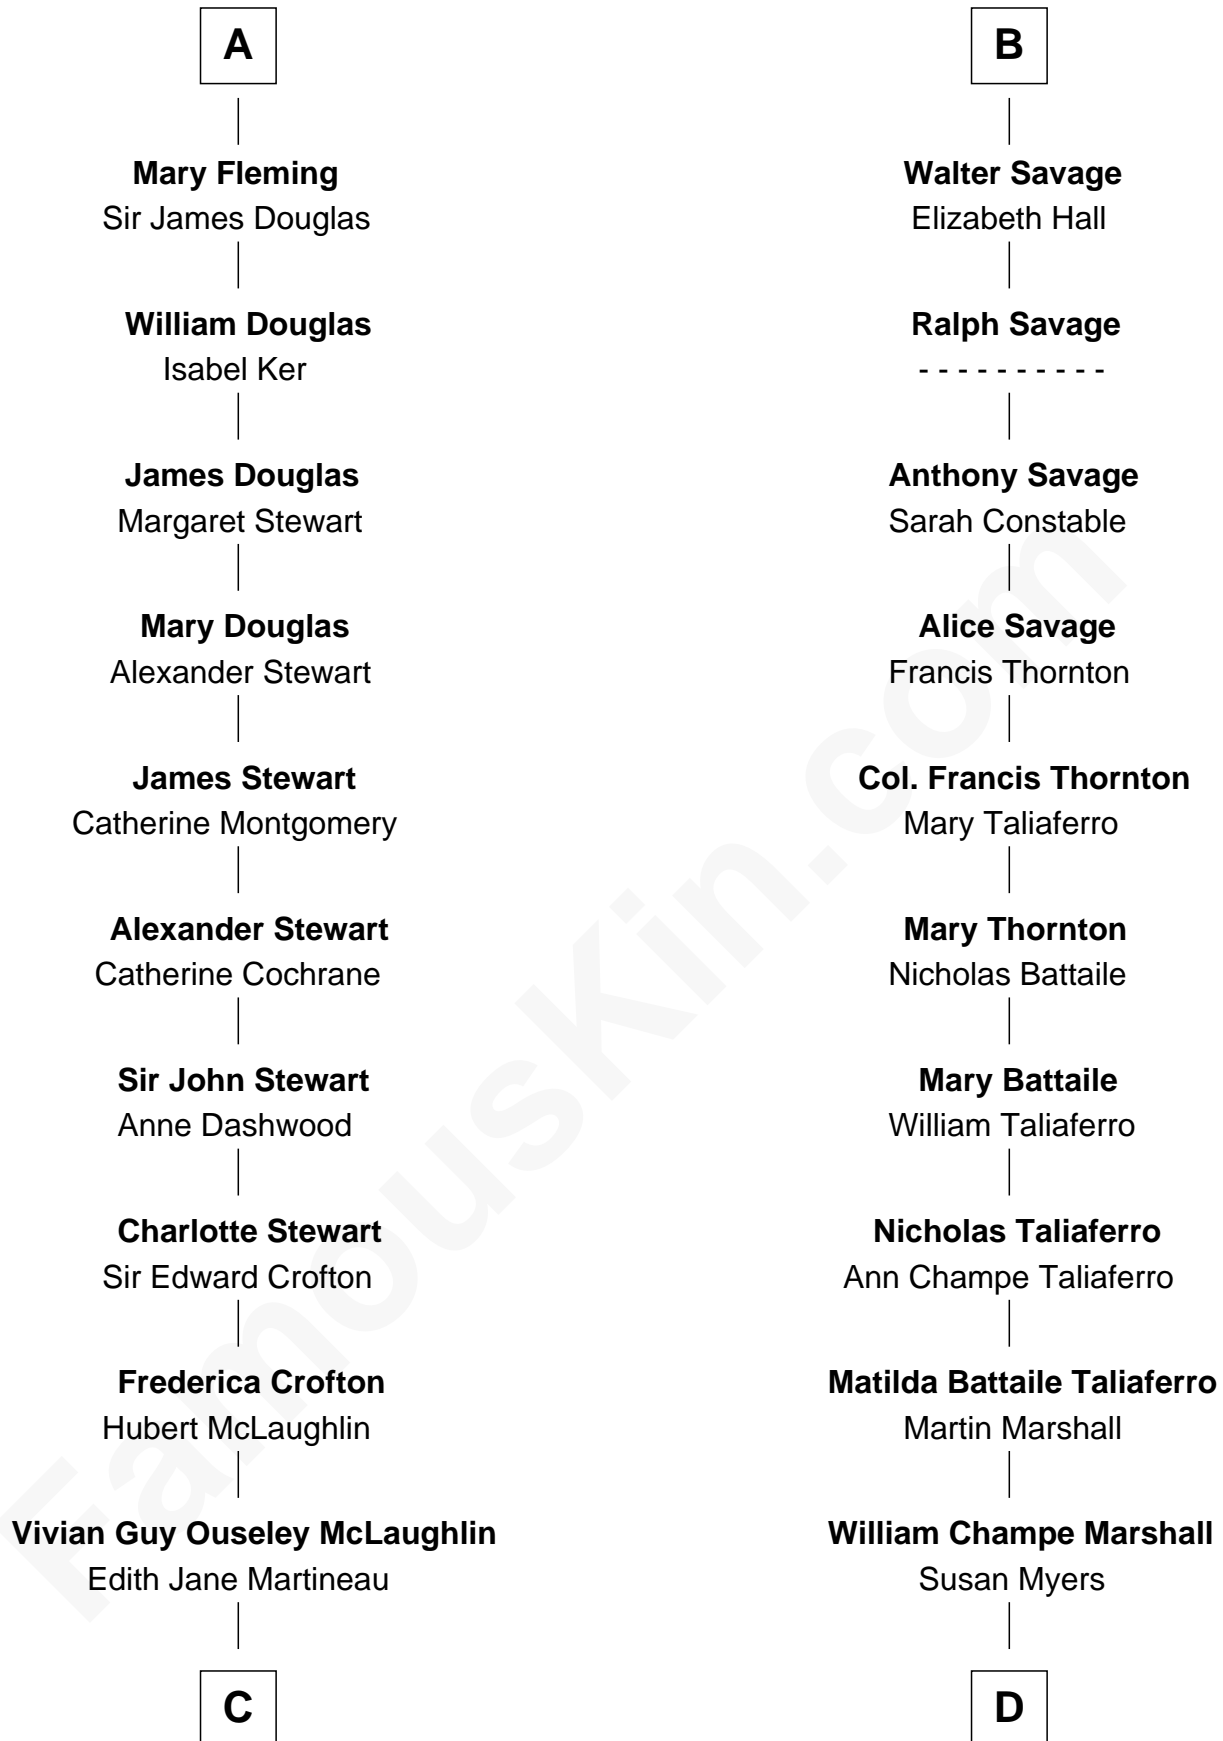 A
Mary Fleming
Sir James Douglas
William Douglas
Isabel Ker
James Douglas
Margaret Stewart
Mary Douglas
Alexander Stewart
James Stewart
Catherine Montgomery
Alexander Stewart
Catherine Cochrane
Sir John Stewart
Anne Dashwood
Charlotte Stewart
Sir Edward Crofton
Frederica Crofton
Hubert McLaughlin
Vivian Guy Ouseley McLaughlin
Edith Jane Martineau
C
B
Walter Savage
Elizabeth Hall
Ralph Savage
- - - - - - - - - -
Anthony Savage
Sarah Constable
Alice Savage
Francis Thornton
Col. Francis Thornton
Mary Taliaferro
Mary Thornton
Nicholas Battaile
Mary Battaile
William Taliaferro
Nicholas Taliaferro
Ann Champe Taliaferro
Matilda Battaile Taliaferro
Martin Marshall
William Champe Marshall
Susan Myers
D
FamousKin.com